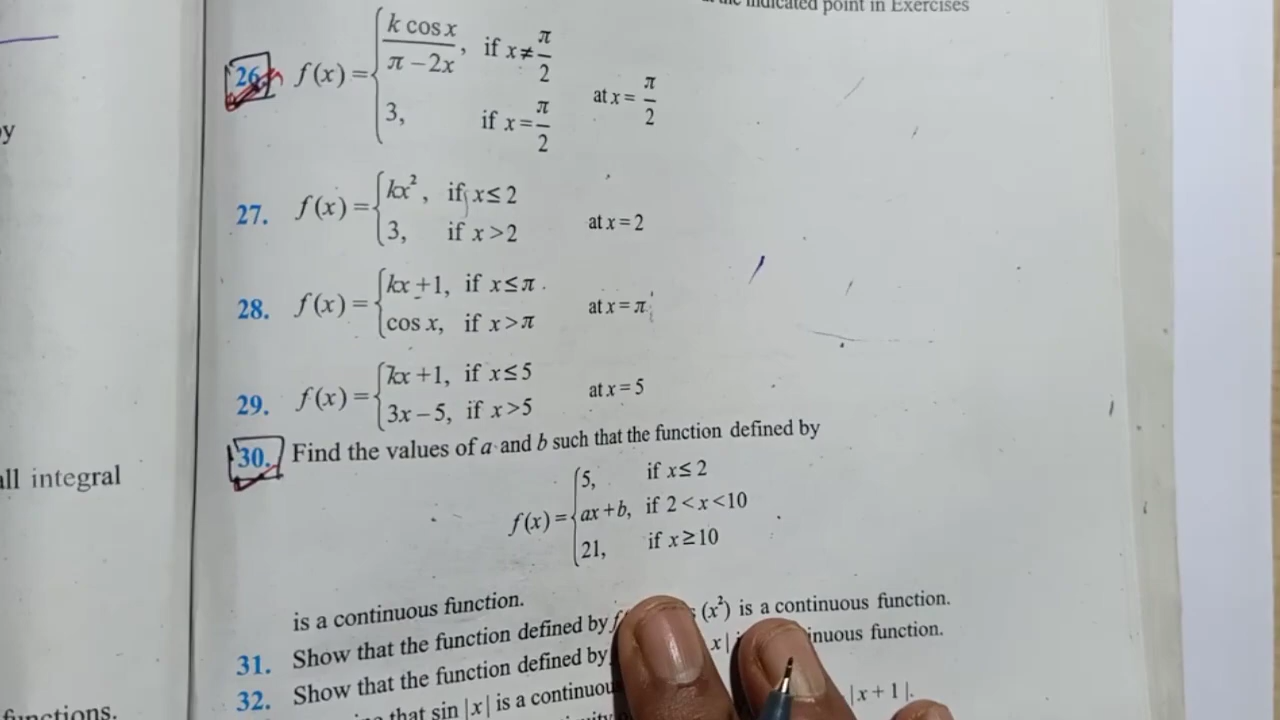 indicated point in Exercises
26. f(x) = { k cos x / π − 2x, if x ≠ π/2
3, if x = π/2 at x = π/2
y
27. f(x) = { kx², if x ≤ 2
3, if x > 2 at x = 2
28. f(x) = { kx + 1, if x ≤ π
cos x, if x > π at x = π
29. f(x) = { kx + 1, if x ≤ 5
3x − 5, if x > 5 at x = 5
30. Find the values of a and b such that the function defined by
all integral
f(x) = { 5, if x ≤ 2
ax + b, if 2 < x < 10
21, if x ≥ 10
is a continuous function.
31. Show that the function defined by (x²) is a continuous function.
32. Show that the function defined by x| function.
that sin |x| is a |x + 1|.
functions.